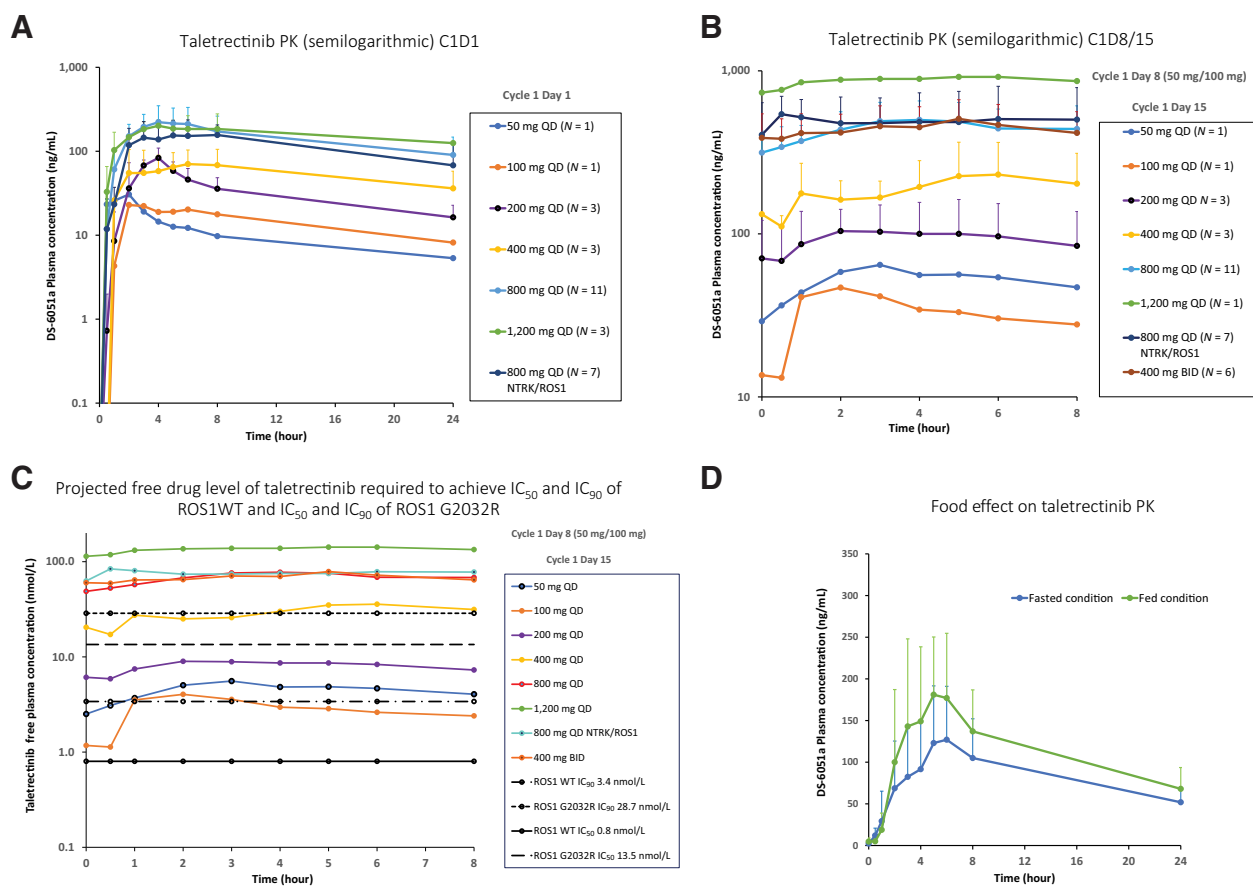 A
Taletrectinib PK (semilogarithmic) C1D1
DS-6051a Plasma concentration (ng/mL)
1,000
100
10
1
0.1
0
4
8
12
16
20
24
Time (hour)
Cycle 1 Day 1
50 mg QD (N = 1)
100 mg QD (N = 1)
200 mg QD (N = 3)
400 mg QD (N = 3)
800 mg QD (N = 11)
1,200 mg QD (N = 3)
800 mg QD (N = 7)
NTRK/ROS1
B
Taletrectinib PK (semilogarithmic) C1D8/15
DS-6051a Plasma concentration (ng/mL)
1,000
100
10
0
2
4
6
8
Time (hour)
Cycle 1 Day 8 (50 mg/100 mg)
Cycle 1 Day 15
50 mg QD (N = 1)
100 mg QD (N = 1)
200 mg QD (N = 3)
400 mg QD (N = 3)
800 mg QD (N = 11)
1,200 mg QD (N = 1)
800 mg QD (N = 7)
NTRK/ROS1
400 mg BID (N = 6)
C
Projected free drug level of taletrectinib required to achieve IC50 and IC90 of
ROS1WT and IC50 and IC90 of ROS1 G2032R
Taletrectinib free plasma concentration (nmol/L)
100.0
10.0
1.0
0.1
0
1
2
3
4
5
6
7
8
Time (hour)
Cycle 1 Day 8 (50 mg/100 mg)
Cycle 1 Day 15
50 mg QD
100 mg QD
200 mg QD
400 mg QD
800 mg QD
1,200 mg QD
800 mg QD NTRK/ROS1
400 mg BID
ROS1 WT IC90 3.4 nmol/L
ROS1 G2032R IC90 28.7 nmol/L
ROS1 WT IC50 0.8 nmol/L
ROS1 G2032R IC50 13.5 nmol/L
D
Food effect on taletrectinib PK
DS-6051a Plasma concentration (ng/mL)
350
300
250
200
150
100
50
0
0
4
8
12
16
20
24
Time (hour)
Fasted condition
Fed condition